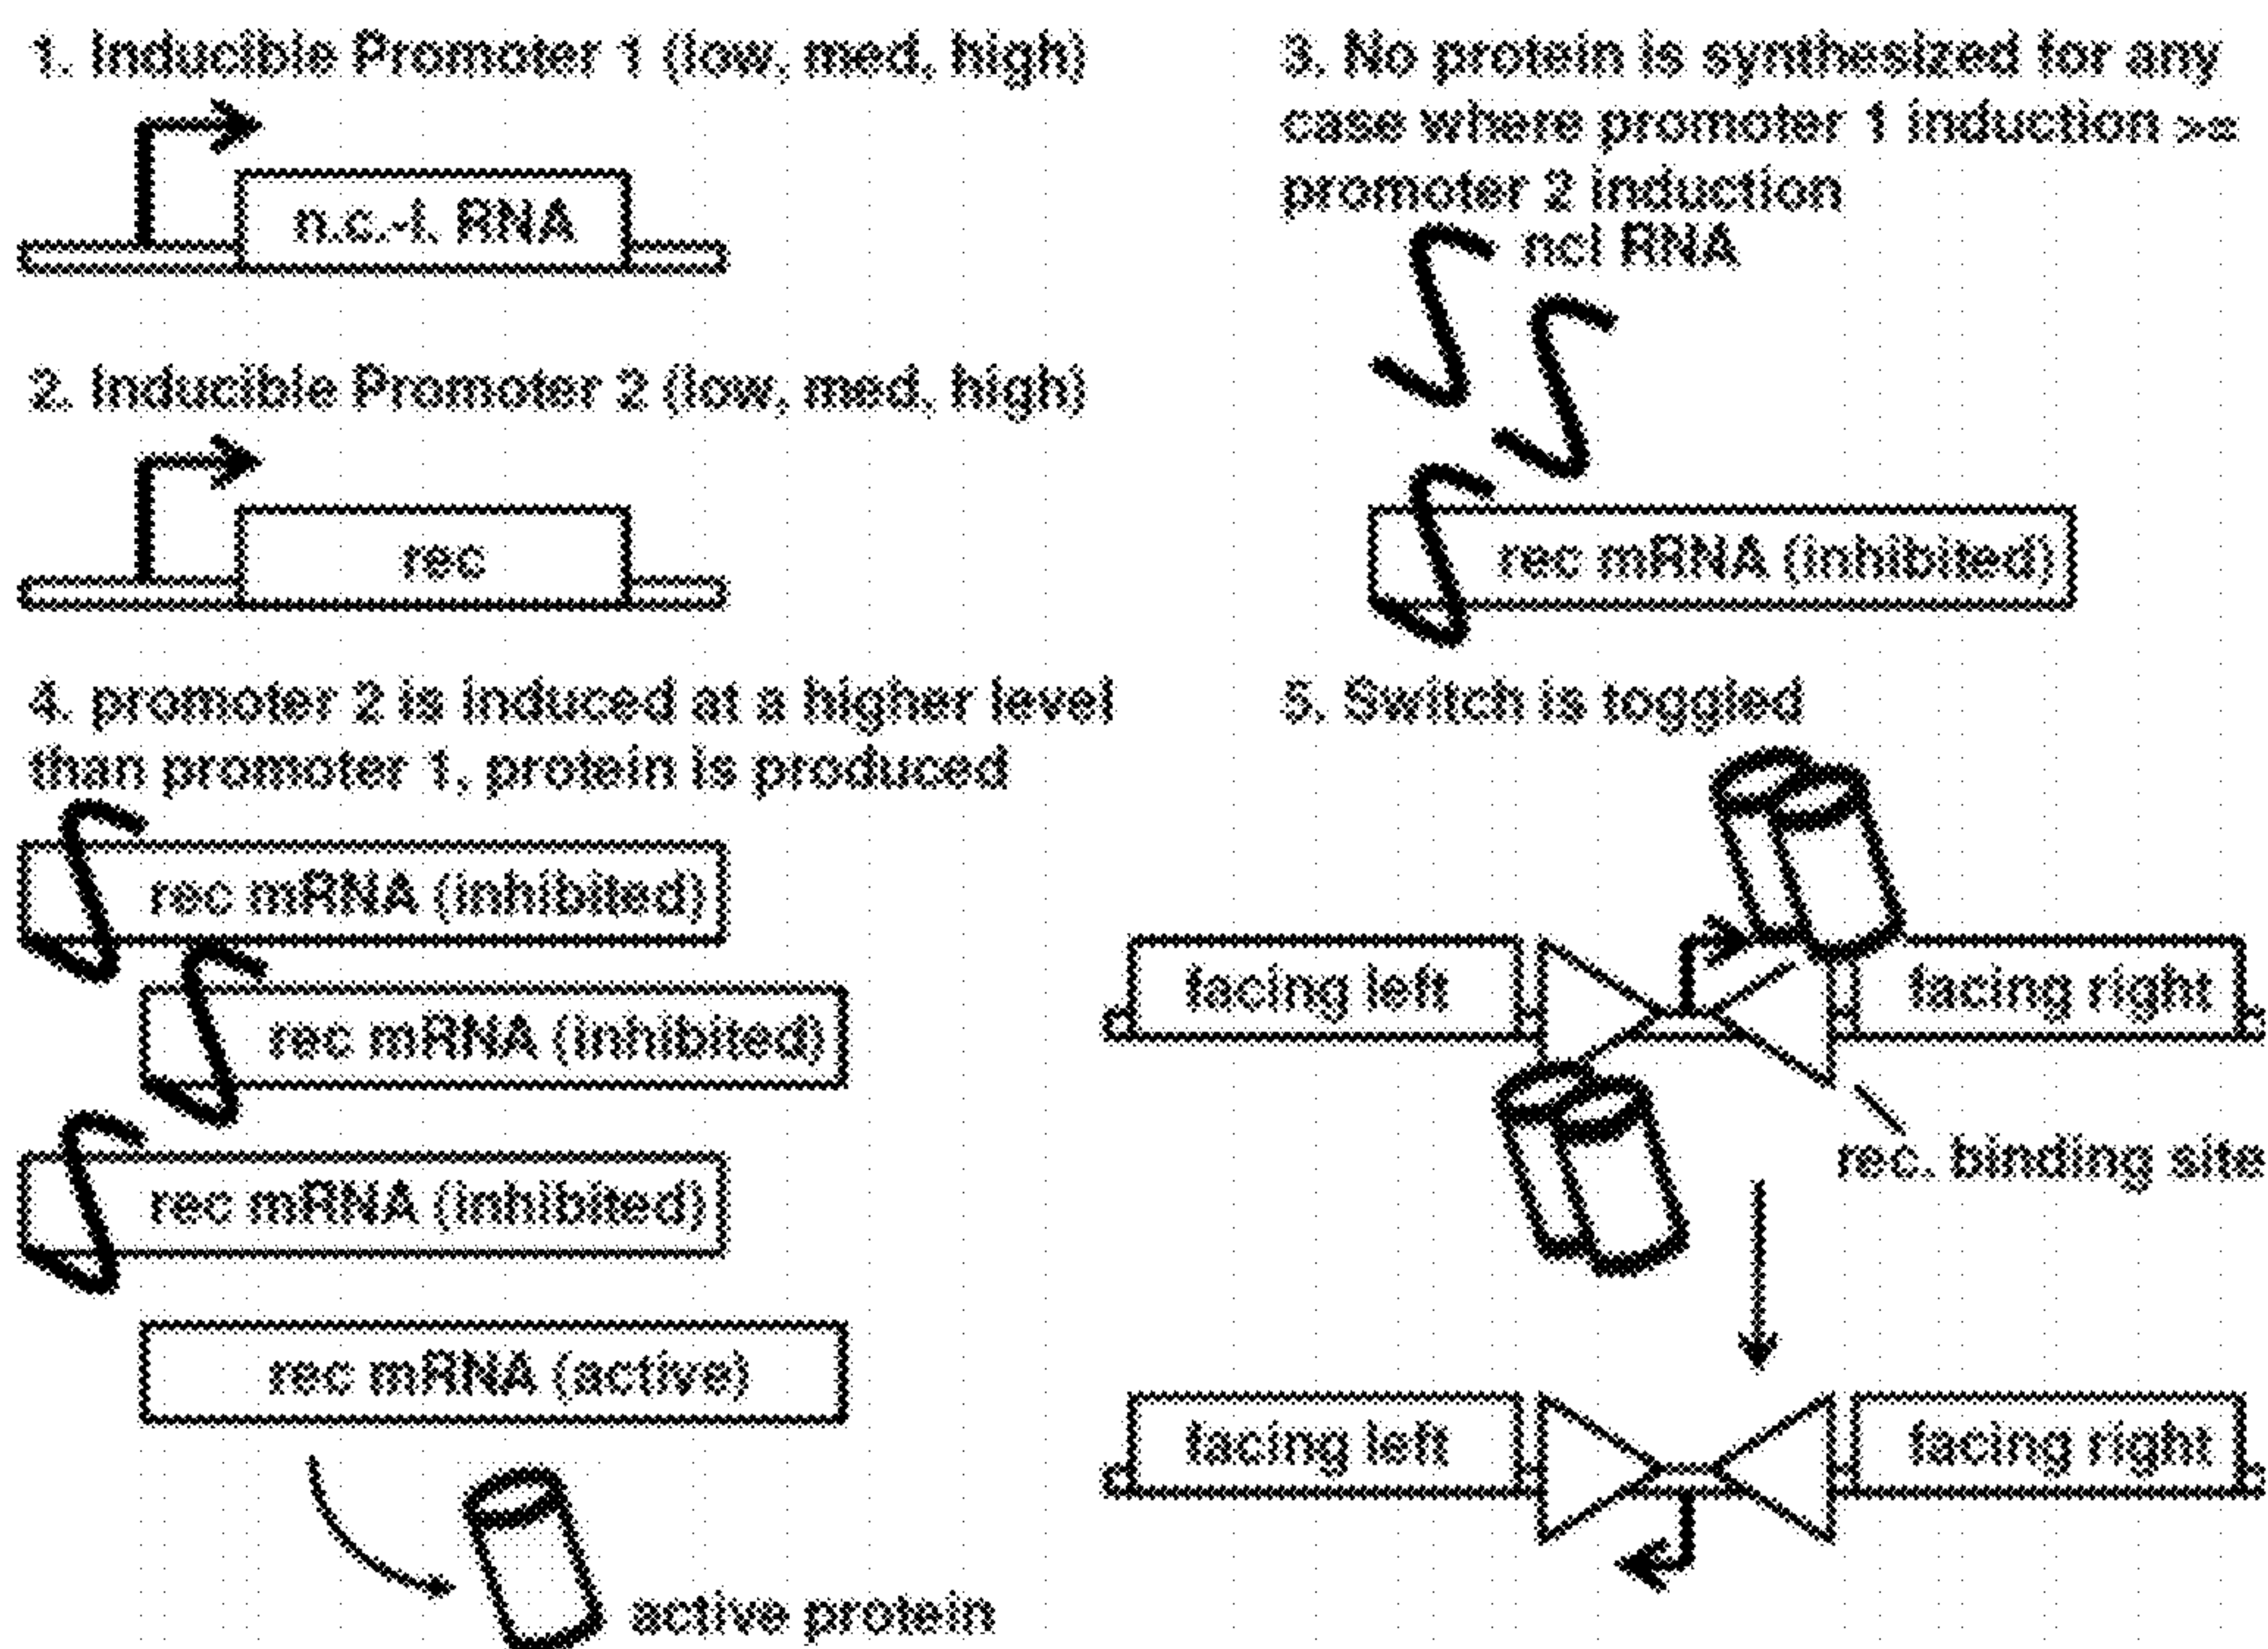 1. Inducible Promoter 1 (low, med, high)
n.c.-l. RNA
2. Inducible Promoter 2 (low, med, high)
rec
3. No protein is synthesized for any
case where promoter 1 induction >=
promoter 2 induction
ncl RNA
rec mRNA (inhibited)
4. promoter 2 is induced at a higher level
than promoter 1, protein is produced
rec mRNA (inhibited)
rec mRNA (inhibited)
rec mRNA (inhibited)
rec mRNA (active)
active protein
5. Switch is toggled
facing left
facing right
rec. binding site
facing left
facing right